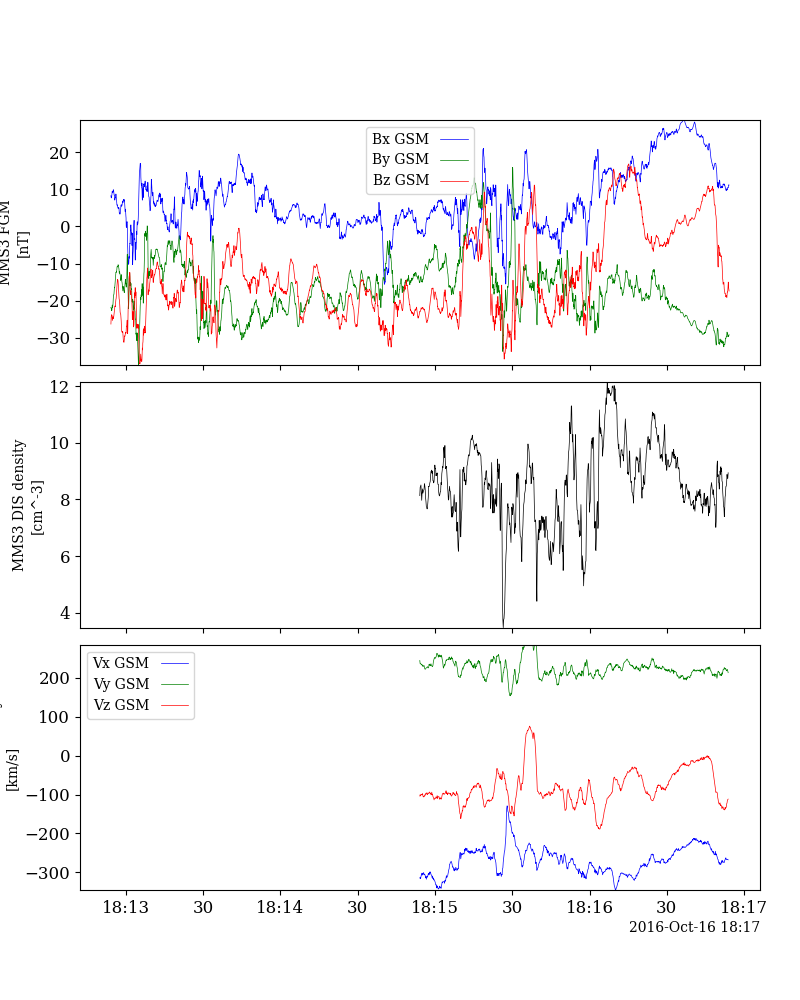 MMS3 FGM
[nT]
20
10
0
−10
−20
−30
Bx GSM
By GSM
Bz GSM
MMS3 DIS density
[cm^-3]
12
10
8
6
4
[km/s]
200
100
0
−100
−200
−300
Vx GSM
Vy GSM
Vz GSM
18:13 30 18:14 30 18:15 30 18:16 30 18:17
2016-Oct-16 18:17